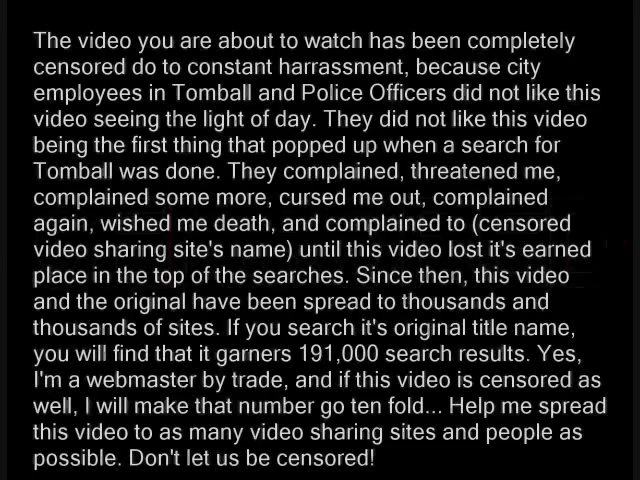 The video you are about to watch has been completely
censored do to constant harrassment, because city
employees in Tomball and Police Officers did not like this
video seeing the light of day. They did not like this video
being the first thing that popped up when a search for
Tomball was done. They complained, threatened me,
complained some more, cursed me out, complained
again, wished me death, and complained to (censored
video sharing site's name) until this video lost it's earned
place in the top of the searches. Since then, this video
and the original have been spread to thousands and
thousands of sites. If you search it's original title name,
you will find that it garners 191,000 search results. Yes,
I'm a webmaster by trade, and if this video is censored as
well, I will make that number go ten fold... Help me spread
this video to as many video sharing sites and people as
possible. Don't let us be censored!